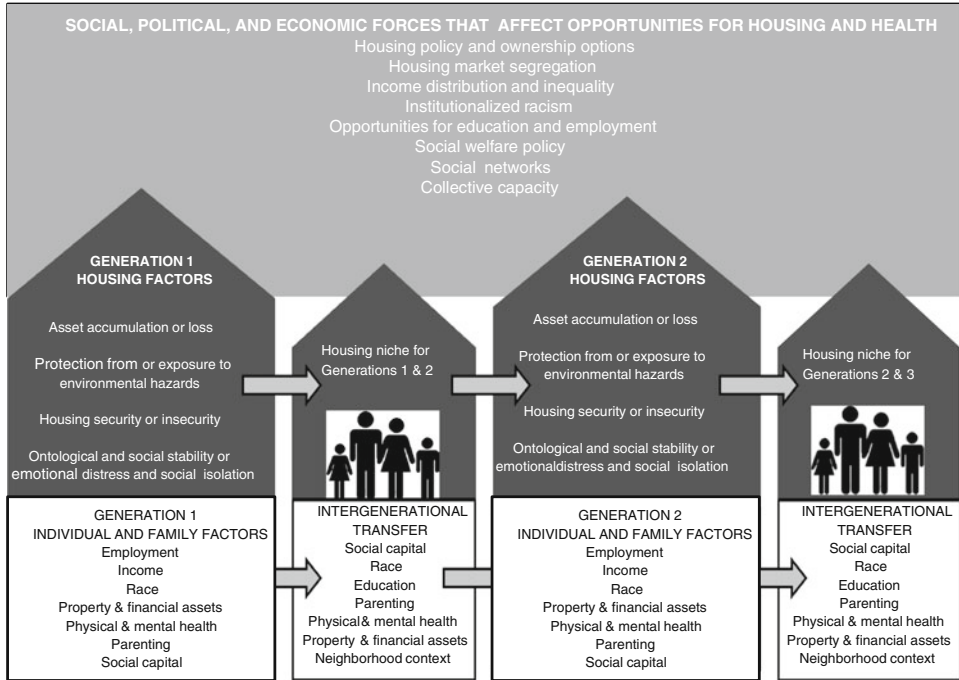 SOCIAL, POLITICAL, AND ECONOMIC FORCES THAT AFFECT OPPORTUNITIES FOR HOUSING AND HEALTH
Housing policy and ownership options
Housing market segregation
Income distribution and inequality
Institutionalized racism
Opportunities for education and employment
Social welfare policy
Social networks
Collective capacity
GENERATION 1
HOUSING FACTORS
Asset accumulation or loss
Protection from or exposure to
environmental hazards
Housing security or insecurity
Ontological and social stability or
emotional distress and social isolation
Housing niche for
Generations 1 & 2
GENERATION 2
HOUSING FACTORS
Asset accumulation or loss
Protection from or exposure to
environmental hazards
Housing security or insecurity
Ontological and social stability or
emotionaldistress and social isolation
Housing niche for
Generations 2 & 3
GENERATION 1
INDIVIDUAL AND FAMILY FACTORS
Employment
Income
Race
Property & financial assets
Physical & mental health
Parenting
Social capital
INTERGENERATIONAL
TRANSFER
Social capital
Race
Education
Parenting
Physical & mental health
Property & financial assets
Neighborhood context
GENERATION 2
INDIVIDUAL AND FAMILY FACTORS
Employment
Income
Race
Property & financial assets
Physical & mental health
Parenting
Social capital
INTERGENERATIONAL
TRANSFER
Social capital
Race
Education
Parenting
Physical & mental health
Property & financial assets
Neighborhood context